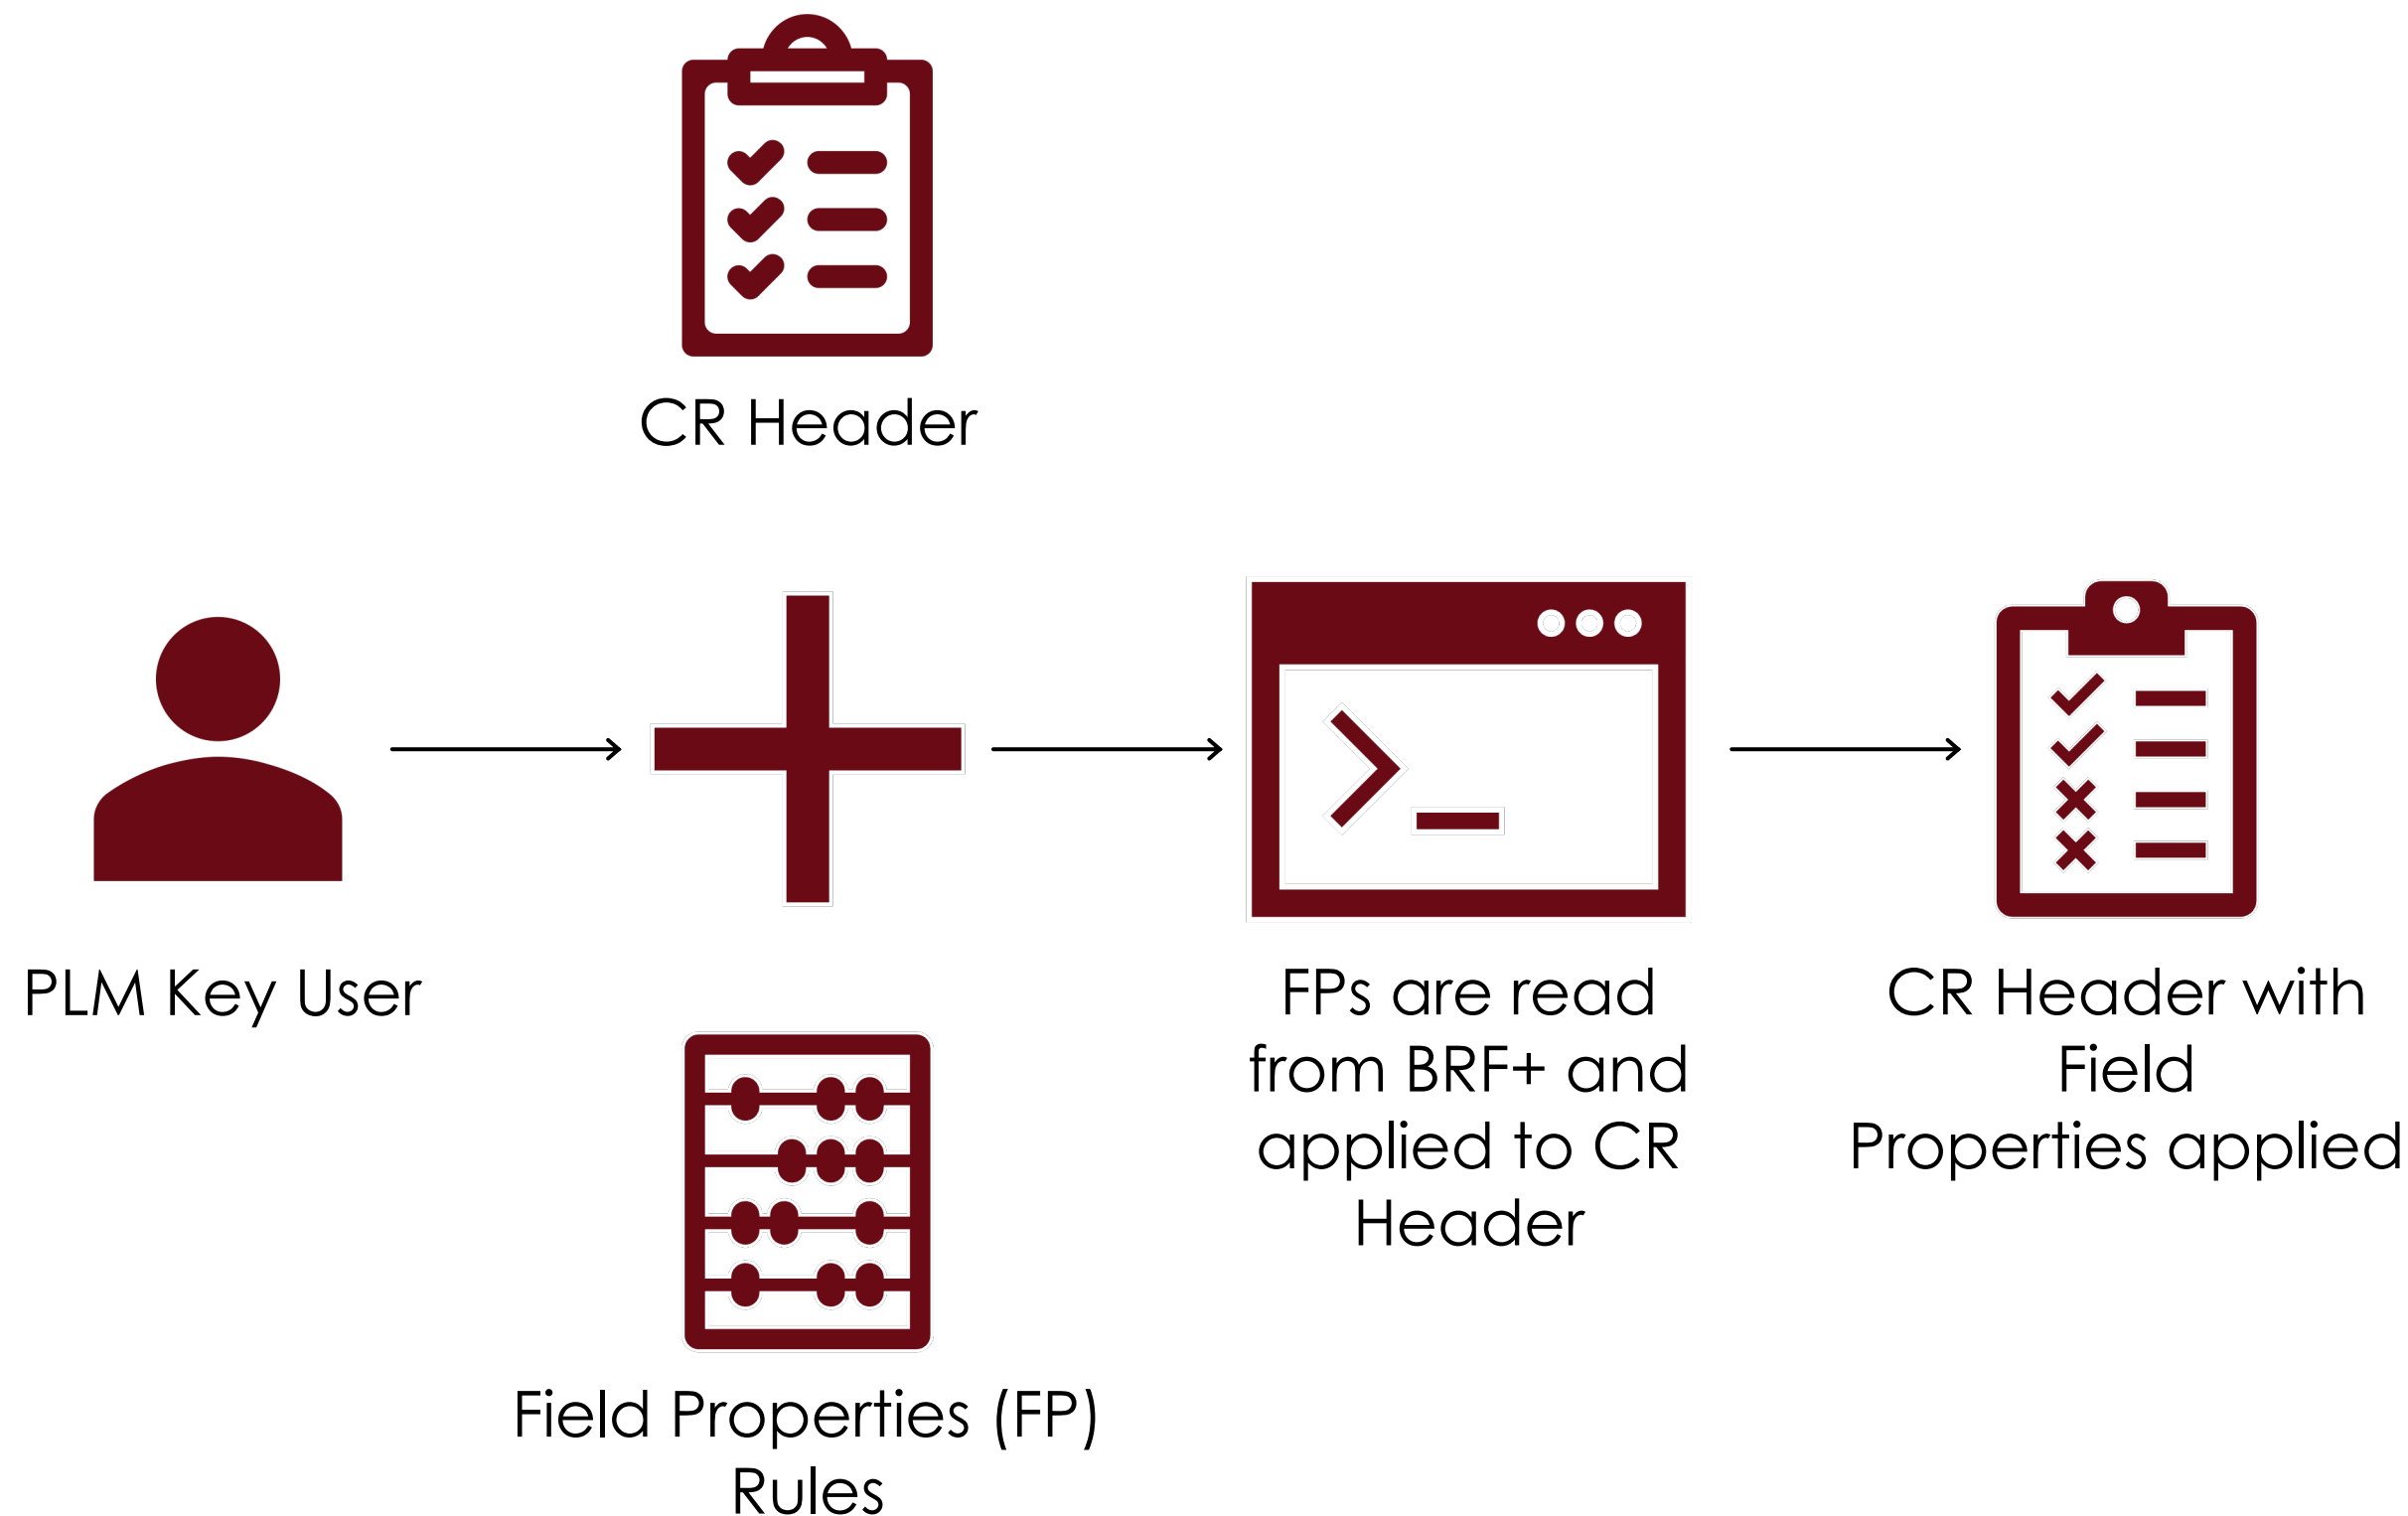 CR Header
PLM Key User
Field Properties (FP)
Rules
FPs are read
from BRF+ and
applied to CR
Header
CR Header with
Field
Properties applied